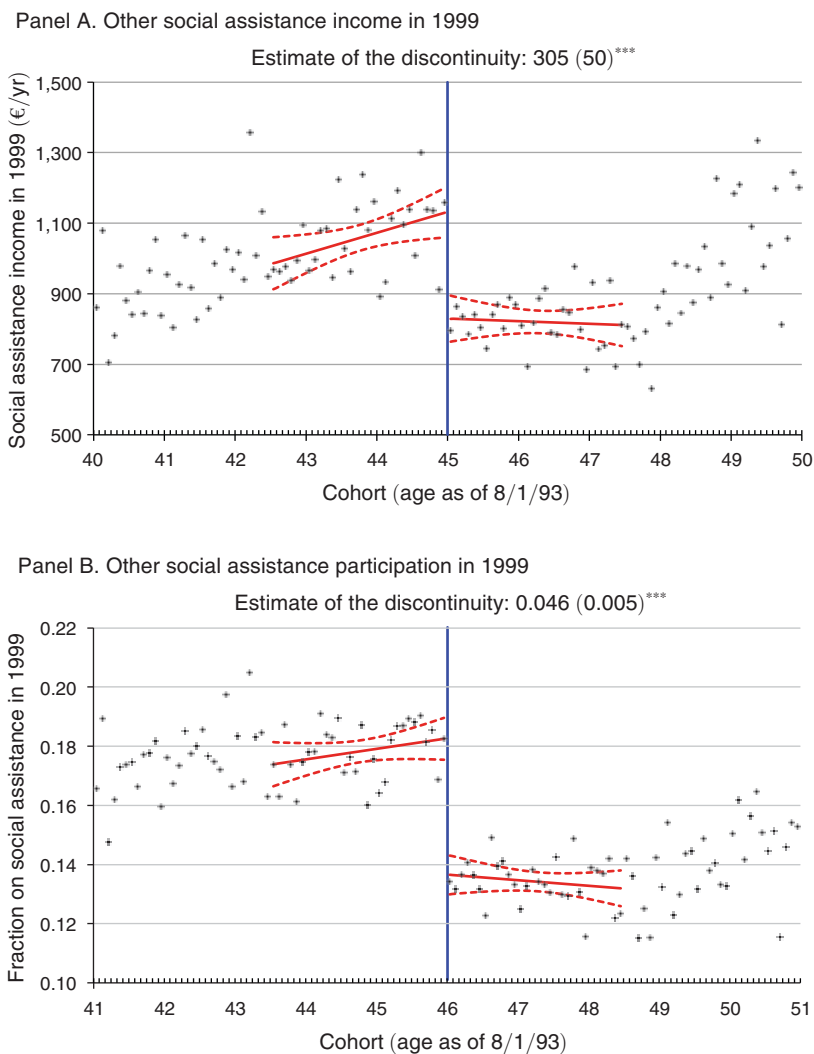 Panel A. Other social assistance income in 1999
Estimate of the discontinuity: 305 (50)***
Social assistance income in 1999 (€/yr)
1,500
1,300
1,100
900
700
500
40 41 42 43 44 45 46 47 48 49 50
Cohort (age as of 8/1/93)
Panel B. Other social assistance participation in 1999
Estimate of the discontinuity: 0.046 (0.005)***
Fraction on social assistance in 1999
0.22
0.20
0.18
0.16
0.14
0.12
0.10
41 42 43 44 45 46 47 48 49 50 51
Cohort (age as of 8/1/93)